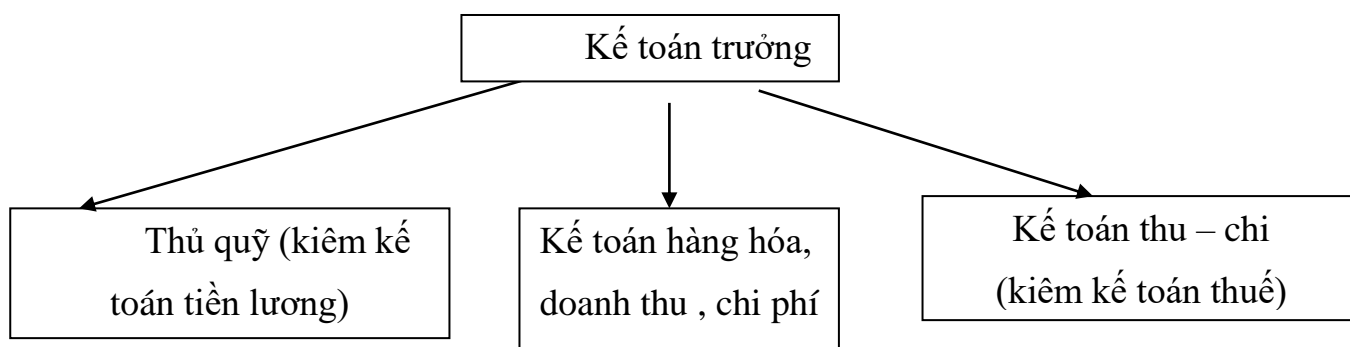 Kế toán trưởng
Thủ quỹ (kiêm kế
toán tiền lương)
Kế toán hàng hóa,
doanh thu , chi phí
Kế toán thu – chi
(kiêm kế toán thuế)